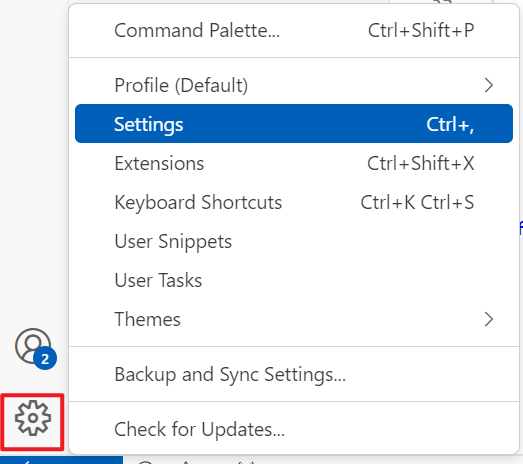 Command Palette... Ctrl+Shift+P
Profile (Default)
Settings Ctrl+,
Extensions Ctrl+Shift+X
Keyboard Shortcuts Ctrl+K Ctrl+S
User Snippets
User Tasks
Themes
2
Backup and Sync Settings...
Check for Updates...